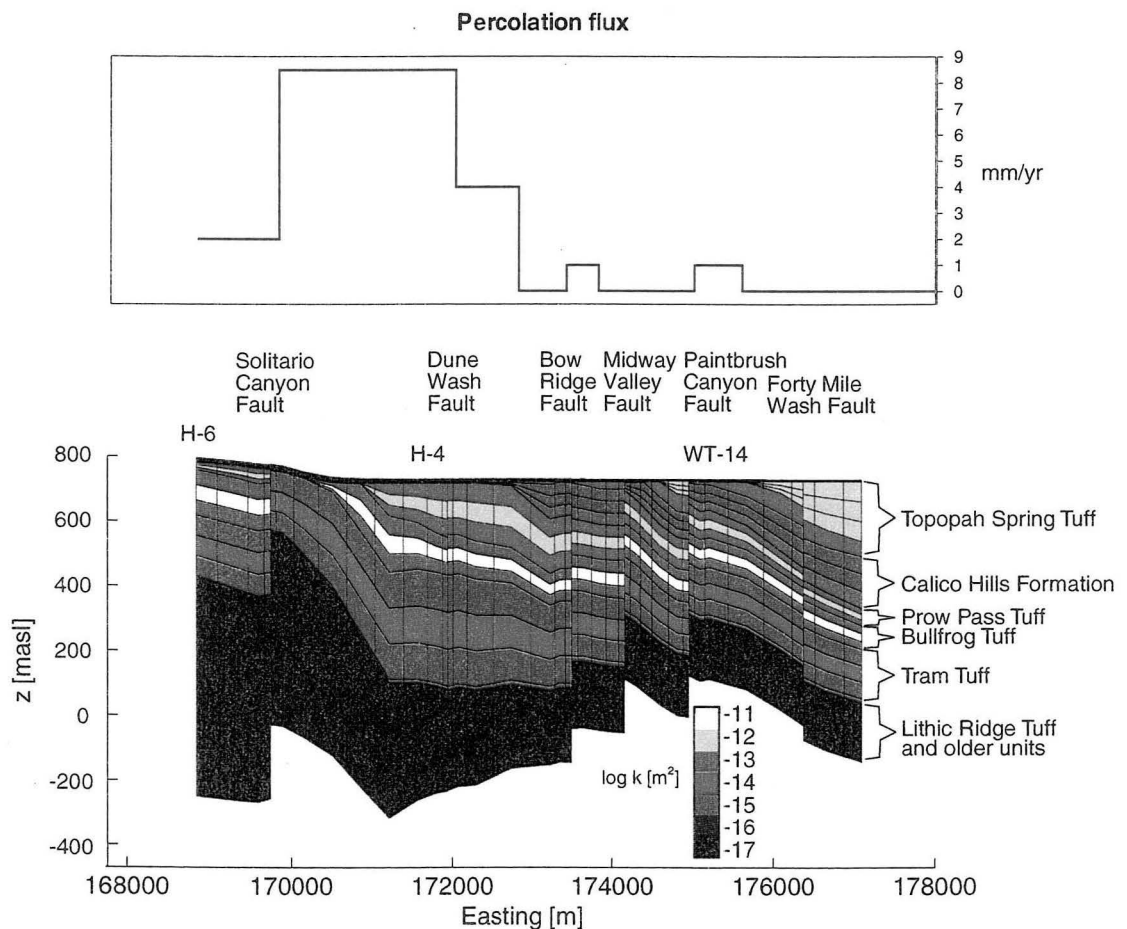 Percolation flux
9
8
7
6
5
4
3
2
1
0
mm/yr
Solitario
Canyon
Fault
Dune
Wash
Fault
Bow
Ridge
Fault
Midway
Valley
Fault
Paintbrush
Canyon
Fault
Forty Mile
Wash Fault
H-6
H-4
WT-14
800
600
400
200
0
-200
-400
z [masl]
Topopah Spring Tuff
Calico Hills Formation
Prow Pass Tuff
Bullfrog Tuff
Tram Tuff
Lithic Ridge Tuff
and older units
log k [m²]
-11
-12
-13
-14
-15
-16
-17
168000
170000
172000
174000
176000
178000
Easting [m]